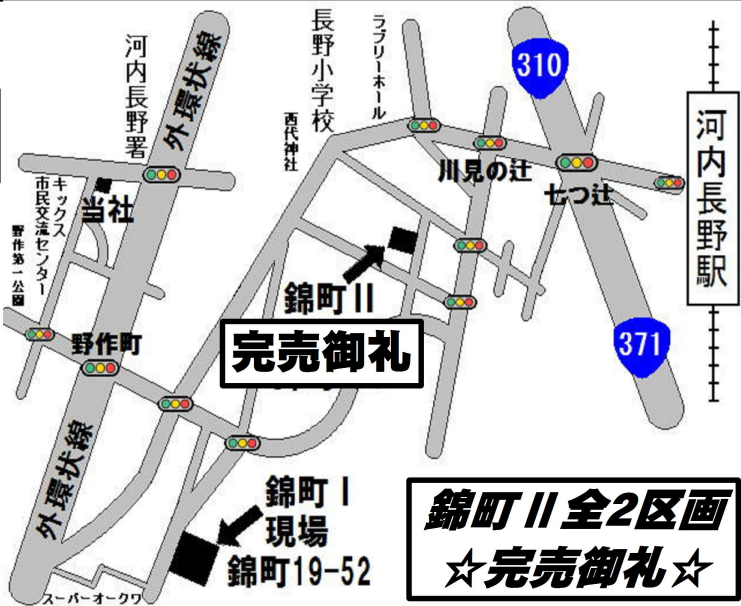 外環状線
河内長野署
長野小学校
西代神社
ラブリーホール
310
河内長野駅
川見の辻
七つ辻
当社
キックス
市民交流センター
野作第一公園
錦町Ⅱ
完売御礼
371
野作町
外環状線
錦町Ⅰ
現場
錦町19-52
錦町Ⅱ全2区画
☆完売御礼☆
スーパーオークワ